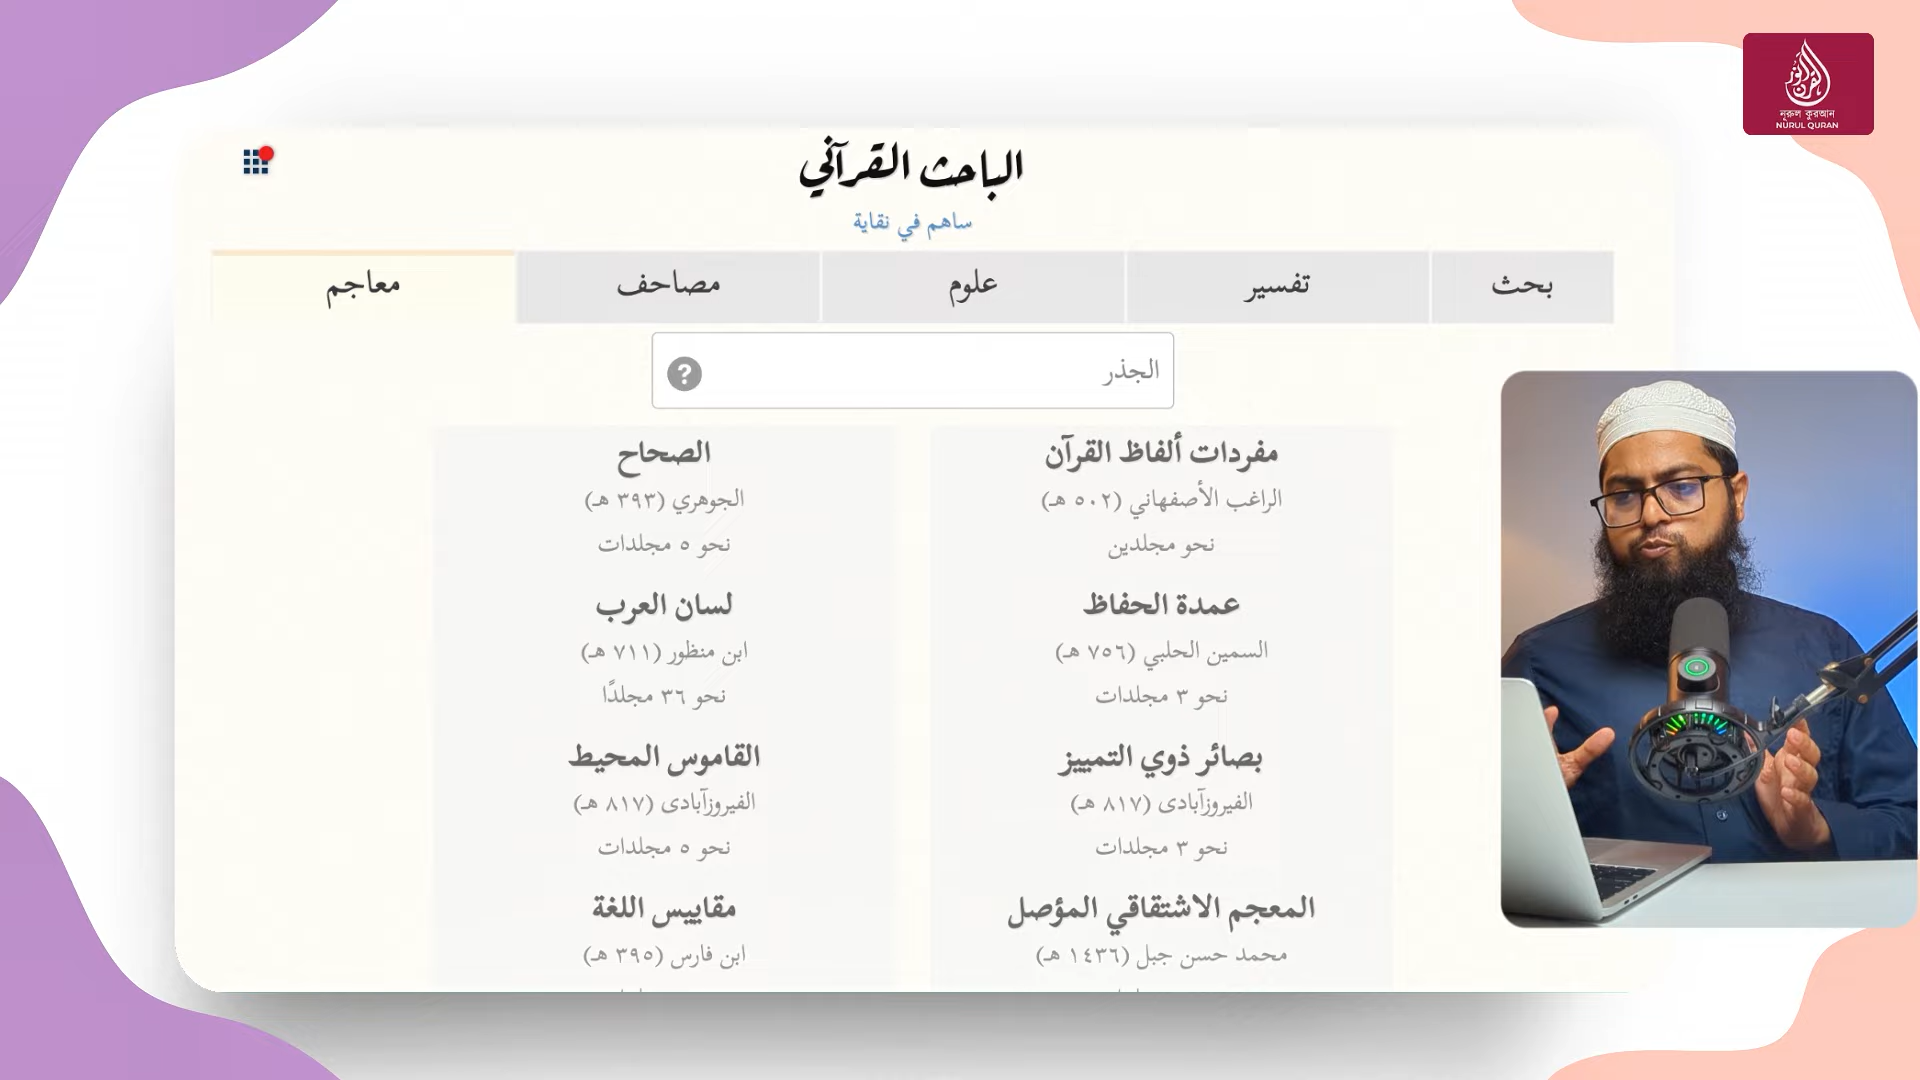 নূরুল কুরআন
NURUL QURAN
الباحث القرآني
ساهم في نقاية
بحث
تفسير
علوم
مصاحف
معاجم
الجذر
?
مفردات ألفاظ القرآن
الراغب الأصفهاني (٥٠٢ هـ)
نحو مجلدين
الصحاح
الجوهري (٣٩٣ هـ)
نحو ٥ مجلدات
عمدة الحفاظ
السمين الحلبي (٧٥٦ هـ)
نحو ٣ مجلدات
لسان العرب
ابن منظور (٧١١ هـ)
نحو ٣٦ مجلدًا
بصائر ذوي التمييز
الفيروزآبادى (٨١٧ هـ)
نحو ٣ مجلدات
القاموس المحيط
الفيروزآبادى (٨١٧ هـ)
نحو ٥ مجلدات
المعجم الاشتقاقي المؤصل
محمد حسن جبل (١٤٣٦ هـ)
مقاييس اللغة
ابن فارس (٣٩٥ هـ)